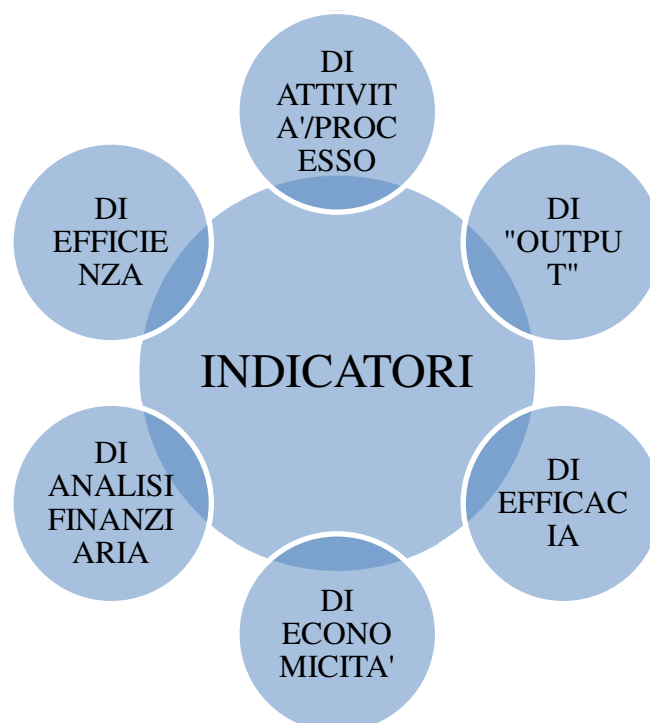 DI
ATTIVIT
A'/PROC
ESSO
DI
"OUTPU
T"
DI
EFFICAC
IA
DI
ECONO
MICITA'
DI
ANALISI
FINANZI
ARIA
DI
EFFICIE
NZA
INDICATORI